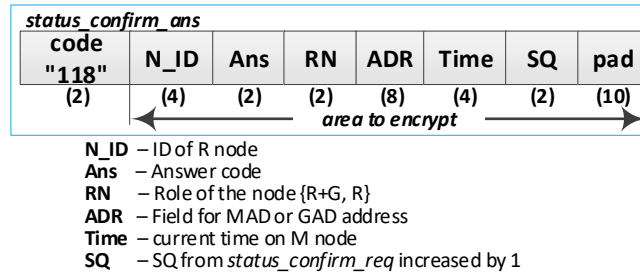 status_confirm_ans
code "118" N_ID Ans RN ADR Time SQ pad
(2) (4) (2) (2) (8) (4) (2) (10)
area to encrypt
N_ID – ID of R node
Ans – Answer code
RN – Role of the node {R+G, R}
ADR – Field for MAD or GAD address
Time – current time on M node
SQ – SQ from status_confirm_req increased by 1